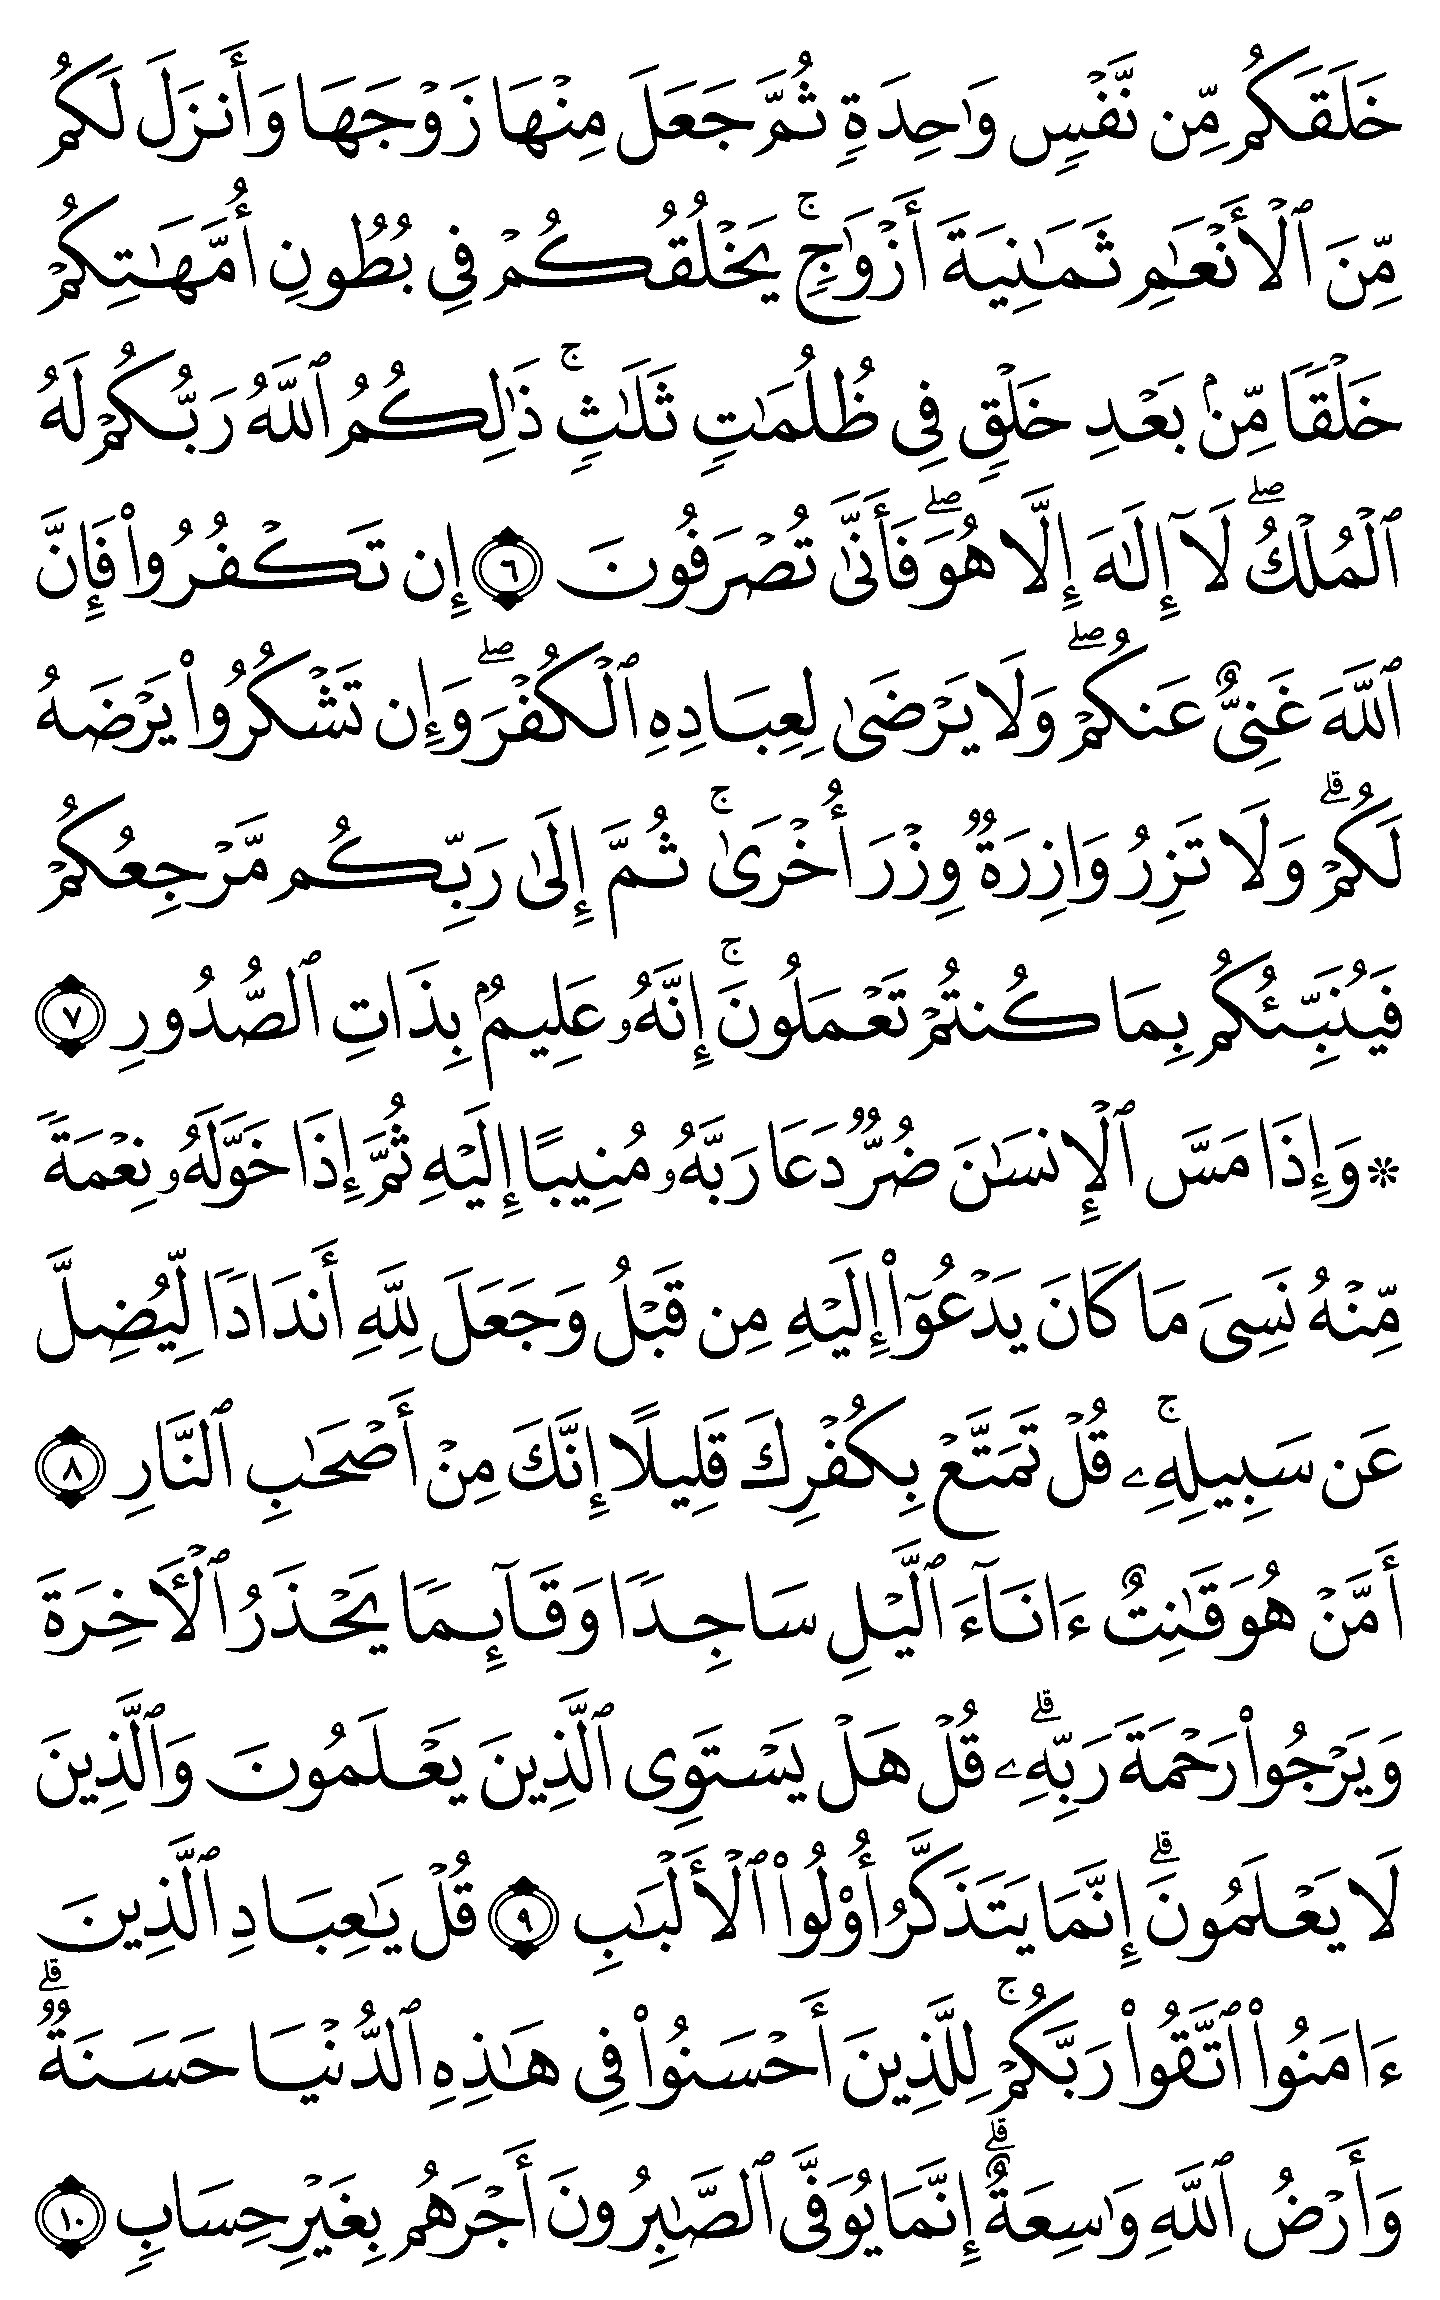 خَلَقَكُم مِّن نَّفۡسٖ وَٰحِدَةٖ ثُمَّ جَعَلَ مِنۡهَا زَوۡجَهَا وَأَنزَلَ لَكُم
مِّنَ ٱلۡأَنۡعَٰمِ ثَمَٰنِيَةَ أَزۡوَٰجٖۚ يَخۡلُقُكُمۡ فِي بُطُونِ أُمَّهَٰتِكُمۡ
خَلۡقٗا مِّنۢ بَعۡدِ خَلۡقٖ فِي ظُلُمَٰتٖ ثَلَٰثٖۚ ذَٰلِكُمُ ٱللَّهُ رَبُّكُمۡ لَهُ
ٱلۡمُلۡكُۖ لَآ إِلَٰهَ إِلَّا هُوَۖ فَأَنَّىٰ تُصۡرَفُونَ ٦ إِن تَكۡفُرُواْ فَإِنَّ
ٱللَّهَ غَنِيٌّ عَنكُمۡۖ وَلَا يَرۡضَىٰ لِعِبَادِهِ ٱلۡكُفۡرَۖ وَإِن تَشۡكُرُواْ يَرۡضَهُ
لَكُمۡۗ وَلَا تَزِرُ وَازِرَةٞ وِزۡرَ أُخۡرَىٰۚ ثُمَّ إِلَىٰ رَبِّكُم مَّرۡجِعُكُمۡ
فَيُنَبِّئُكُم بِمَا كُنتُمۡ تَعۡمَلُونَۚ إِنَّهُۥ عَلِيمُۢ بِذَاتِ ٱلصُّدُورِ ٧
۞ وَإِذَا مَسَّ ٱلۡإِنسَٰنَ ضُرّٞ دَعَا رَبَّهُۥ مُنِيبًا إِلَيۡهِ ثُمَّ إِذَا خَوَّلَهُۥ نِعۡمَةٗ
مِّنۡهُ نَسِيَ مَا كَانَ يَدۡعُوٓاْ إِلَيۡهِ مِن قَبۡلُ وَجَعَلَ لِلَّهِ أَندَادٗا لِّيُضِلَّ
عَن سَبِيلِهِۦۚ قُلۡ تَمَتَّعۡ بِكُفۡرِكَ قَلِيلًا إِنَّكَ مِنۡ أَصۡحَٰبِ ٱلنَّارِ ٨
أَمَّنۡ هُوَ قَٰنِتٌ ءَانَآءَ ٱلَّيۡلِ سَاجِدٗا وَقَآئِمٗا يَحۡذَرُ ٱلۡأٓخِرَةَ
وَيَرۡجُواْ رَحۡمَةَ رَبِّهِۦۗ قُلۡ هَلۡ يَسۡتَوِي ٱلَّذِينَ يَعۡلَمُونَ وَٱلَّذِينَ
لَا يَعۡلَمُونَۗ إِنَّمَا يَتَذَكَّرُ أُوْلُواْ ٱلۡأَلۡبَٰبِ ٩ قُلۡ يَٰعِبَادِ ٱلَّذِينَ
ءَامَنُواْ ٱتَّقُواْ رَبَّكُمۡۚ لِلَّذِينَ أَحۡسَنُواْ فِي هَٰذِهِ ٱلدُّنۡيَا حَسَنَةٞۗ
وَأَرۡضُ ٱللَّهِ وَٰسِعَةٌۗ إِنَّمَا يُوَفَّى ٱلصَّٰبِرُونَ أَجۡرَهُم بِغَيۡرِ حِسَابٖ ١٠